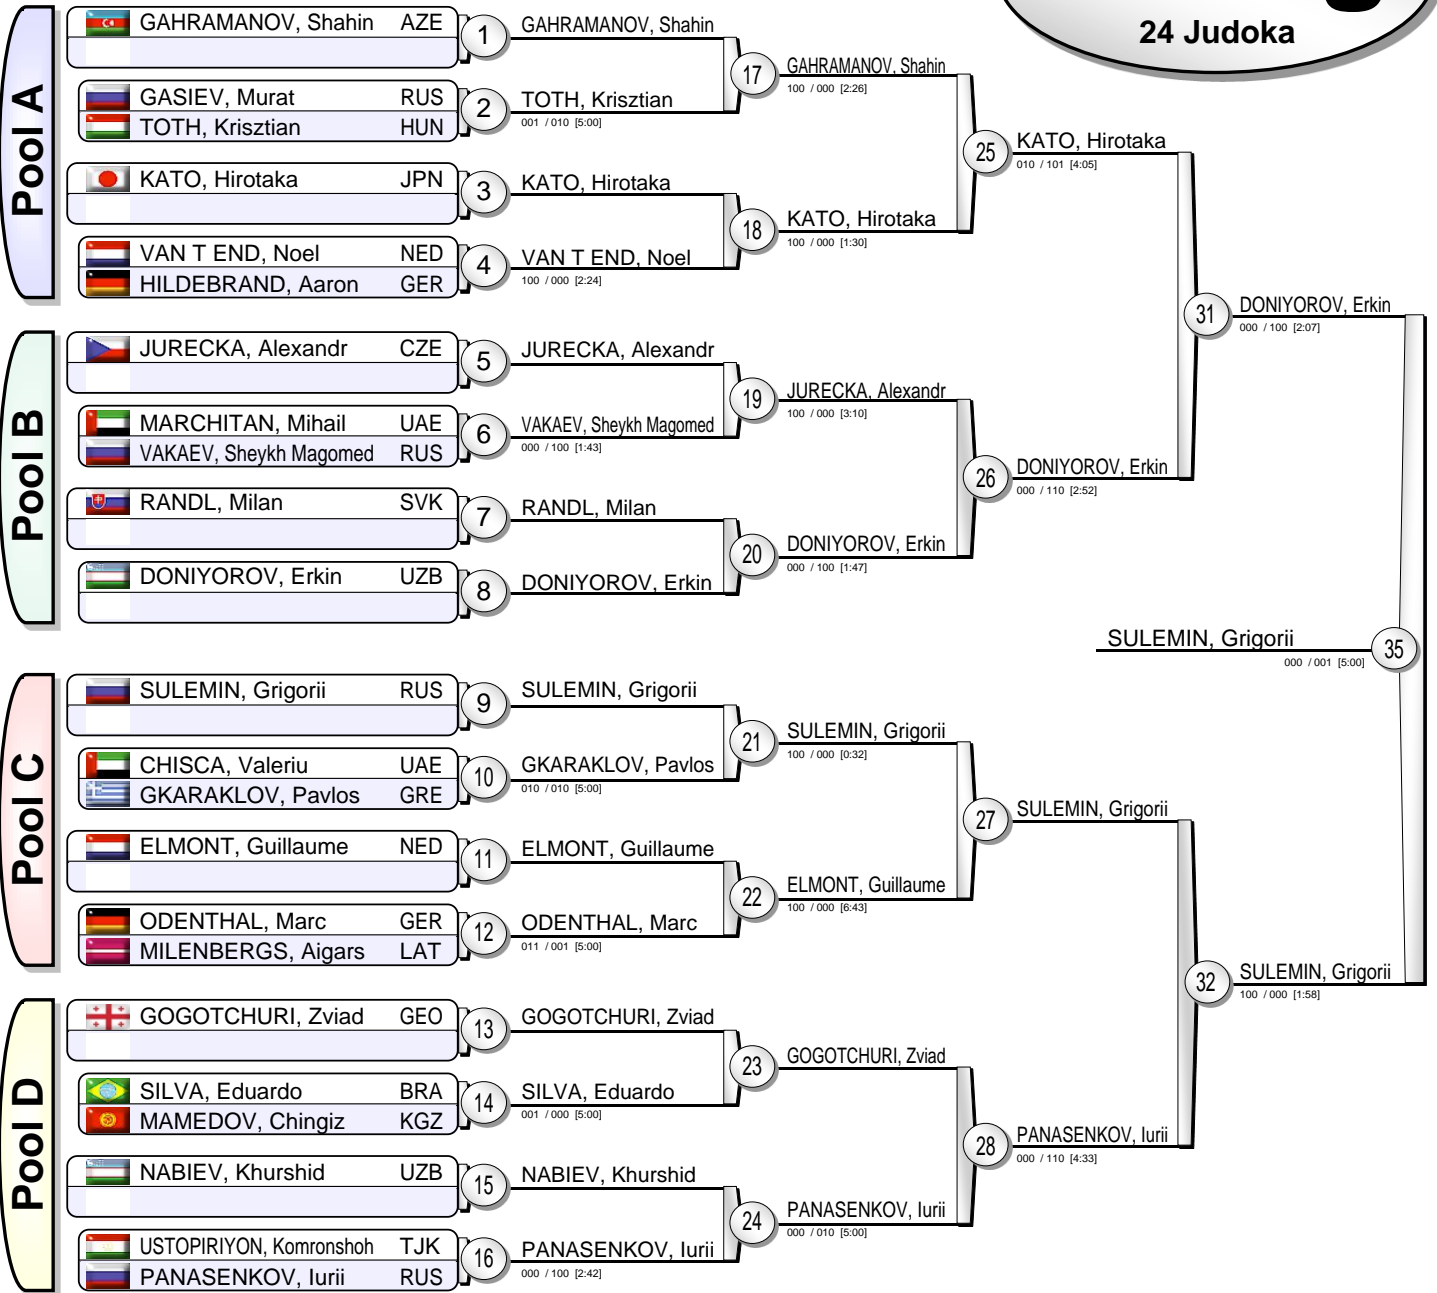 24 Judoka
Pool A
GAHRAMANOV, Shahin AZE
GASIEV, Murat RUS
TOTH, Krisztian HUN
KATO, Hirotaka JPN
VAN T END, Noel NED
HILDEBRAND, Aaron GER
Pool B
JURECKA, Alexandr CZE
MARCHITAN, Mihail UAE
VAKAEV, Sheykh Magomed RUS
RANDL, Milan SVK
DONIYOROV, Erkin UZB
Pool C
SULEMIN, Grigorii RUS
CHISCA, Valeriu UAE
GKARAKLOV, Pavlos GRE
ELMONT, Guillaume NED
ODENTHAL, Marc GER
MILENBERGS, Aigars LAT
Pool D
GOGOTCHURI, Zviad GEO
SILVA, Eduardo BRA
MAMEDOV, Chingiz KGZ
NABIEV, Khurshid UZB
USTOPIRIYON, Komronshoh TJK
PANASENKOV, Iurii RUS
1
GAHRAMANOV, Shahin
2
TOTH, Krisztian
001 / 010 [5:00]
3
KATO, Hirotaka
4
VAN T END, Noel
100 / 000 [2:24]
5
JURECKA, Alexandr
6
VAKAEV, Sheykh Magomed
000 / 100 [1:43]
7
RANDL, Milan
8
DONIYOROV, Erkin
9
SULEMIN, Grigorii
10
GKARAKLOV, Pavlos
010 / 010 [5:00]
11
ELMONT, Guillaume
12
ODENTHAL, Marc
011 / 001 [5:00]
13
GOGOTCHURI, Zviad
14
SILVA, Eduardo
001 / 000 [5:00]
15
NABIEV, Khurshid
16
PANASENKOV, Iurii
000 / 100 [2:42]
17
GAHRAMANOV, Shahin
100 / 000 [2:26]
18
KATO, Hirotaka
100 / 000 [1:30]
19
JURECKA, Alexandr
100 / 000 [3:10]
20
DONIYOROV, Erkin
000 / 100 [1:47]
21
SULEMIN, Grigorii
100 / 000 [0:32]
22
ELMONT, Guillaume
100 / 000 [6:43]
23
GOGOTCHURI, Zviad
24
PANASENKOV, Iurii
000 / 010 [5:00]
25
KATO, Hirotaka
010 / 101 [4:05]
26
DONIYOROV, Erkin
000 / 110 [2:52]
27
SULEMIN, Grigorii
28
PANASENKOV, Iurii
000 / 110 [4:33]
31
DONIYOROV, Erkin
000 / 100 [2:07]
32
SULEMIN, Grigorii
100 / 000 [1:58]
SULEMIN, Grigorii
000 / 001 [5:00]
35